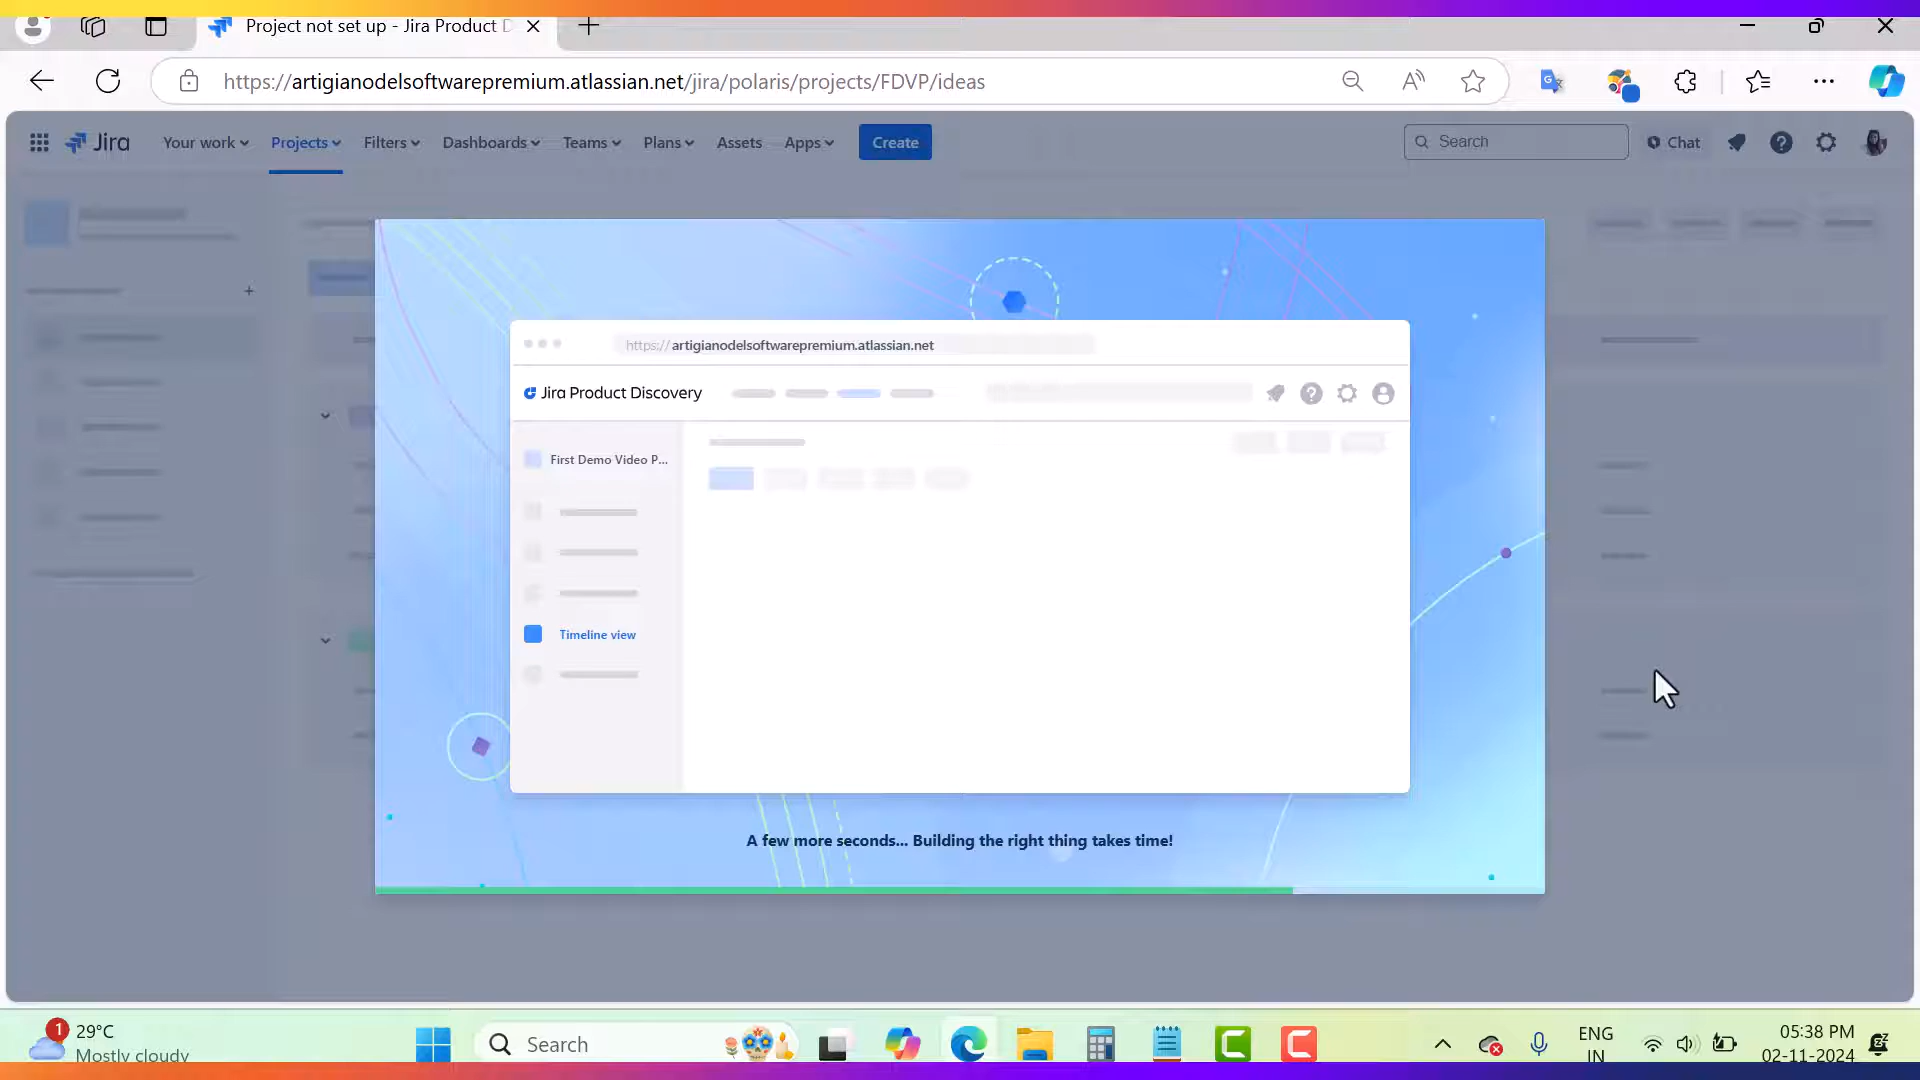 Project not set up - Jira Product D
https://artigianodelsoftwarepremium.atlassian.net/jira/polaris/projects/FDVP/ideas
Jira
Your work
Projects
Filters
Dashboards
Teams
Plans
Assets
Apps
Create
Search
Chat
https://artigianodelsoftwarepremium.atlassian.net
Jira Product Discovery
First Demo Video P...
Timeline view
A few more seconds... Building the right thing takes time!
1
29°C
Mostly cloudy
Search
ENG
IN
05:38 PM
02-11-2024